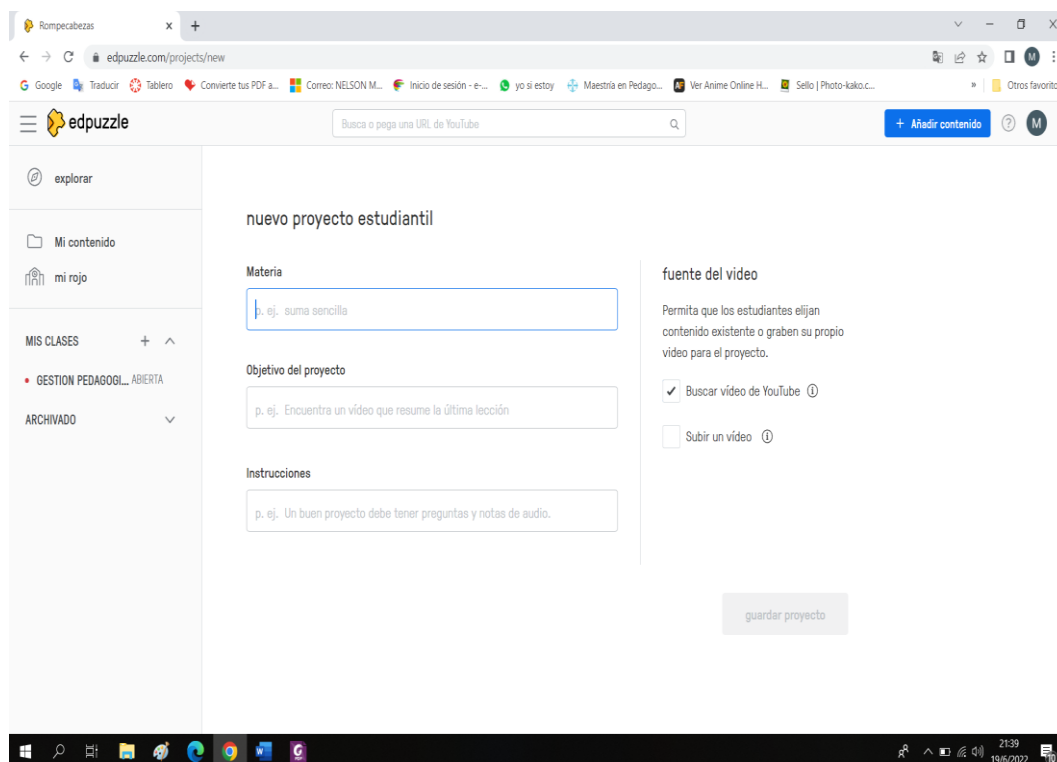 Rompecabezas
edpuzzle.com/projects/new
Google Traducir Tablero Convierte tus PDF a... Correo: NELSON M... Inicio de sesión - e-... yo si estoy Maestría en Pedago... Ver Anime Online H... Sello | Photo-kako.c... » Otros favorito
edpuzzle
Busca o pega una URL de YouTube
+ Añadir contenido
M
explorar
Mi contenido
mi rojo
MIS CLASES
GESTION PEDAGOGI... ABIERTA
ARCHIVADO
nuevo proyecto estudiantil
Materia
p. ej. suma sencilla
Objetivo del proyecto
p. ej. Encuentra un vídeo que resume la última lección
Instrucciones
p. ej. Un buen proyecto debe tener preguntas y notas de audio.
fuente del video
Permita que los estudiantes elijan
contenido existente o graben su propio
video para el proyecto.
Buscar vídeo de YouTube
Subir un vídeo
guardar proyecto
21:39
19/6/2022